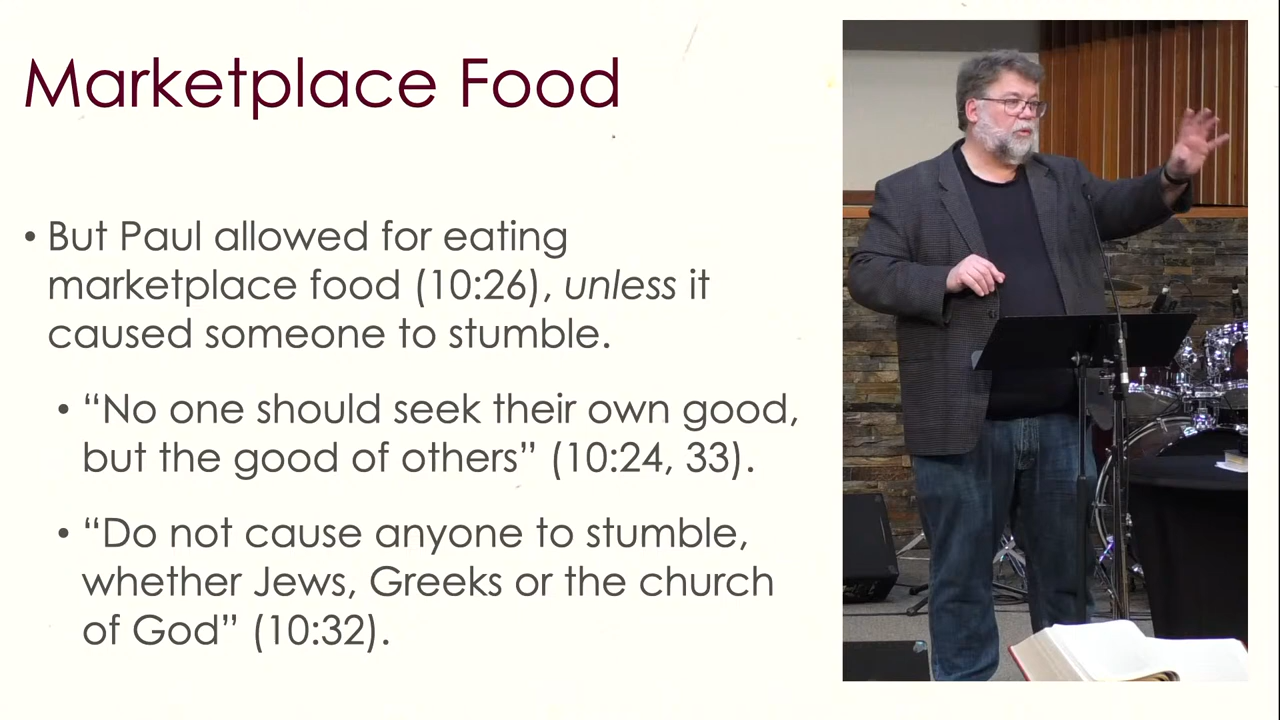 Marketplace Food
• But Paul allowed for eating
marketplace food (10:26), unless it
caused someone to stumble.
• “No one should seek their own good,
but the good of others” (10:24, 33).
• “Do not cause anyone to stumble,
whether Jews, Greeks or the church
of God” (10:32).